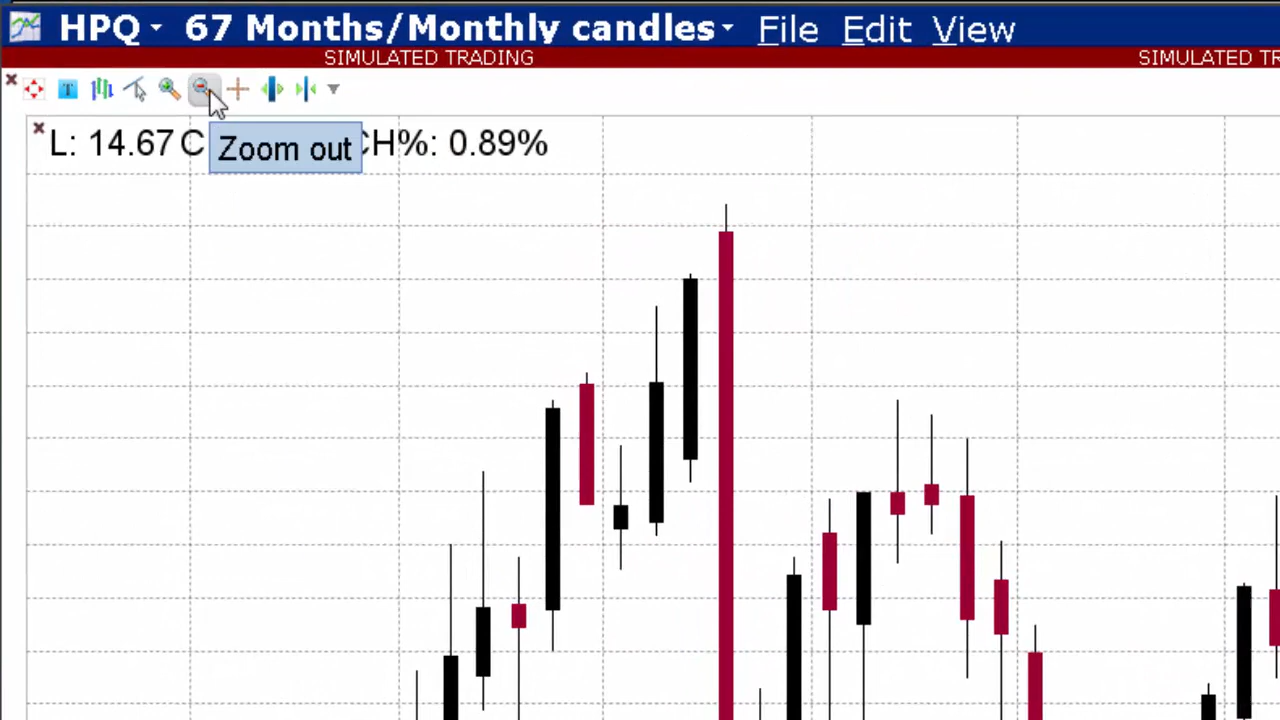 HPQ 67 Months/Monthly candles File Edit View
SIMULATED TRADING SIMULATED TR
T
L: 14.67 C CH%: 0.89%
Zoom out